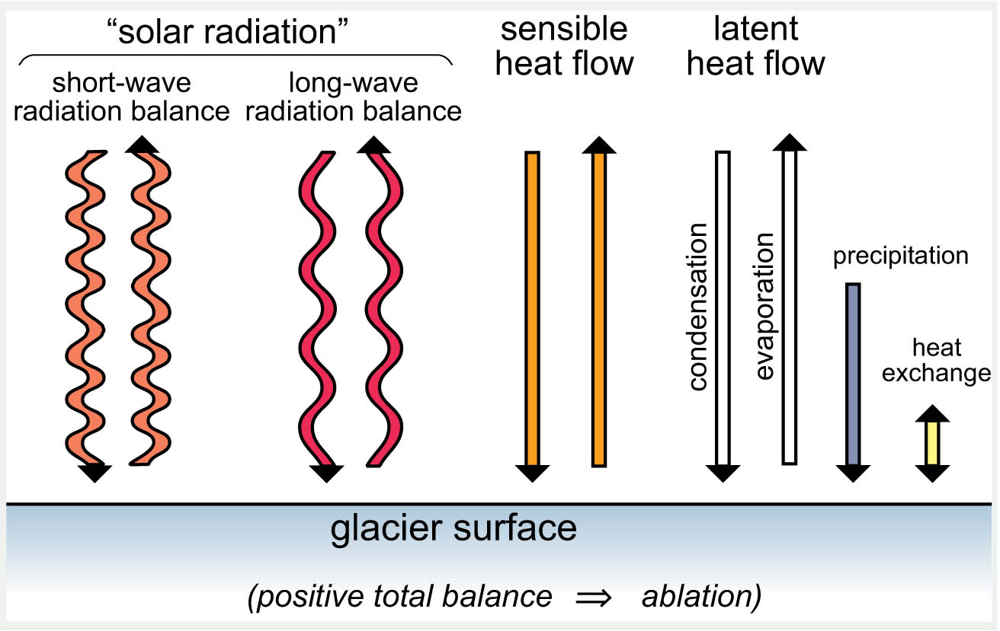 “solar radiation”
short-wave
radiation balance
long-wave
radiation balance
sensible
heat flow
latent
heat flow
condensation
evaporation
precipitation
heat
exchange
glacier surface
(positive total balance ⇒ ablation)